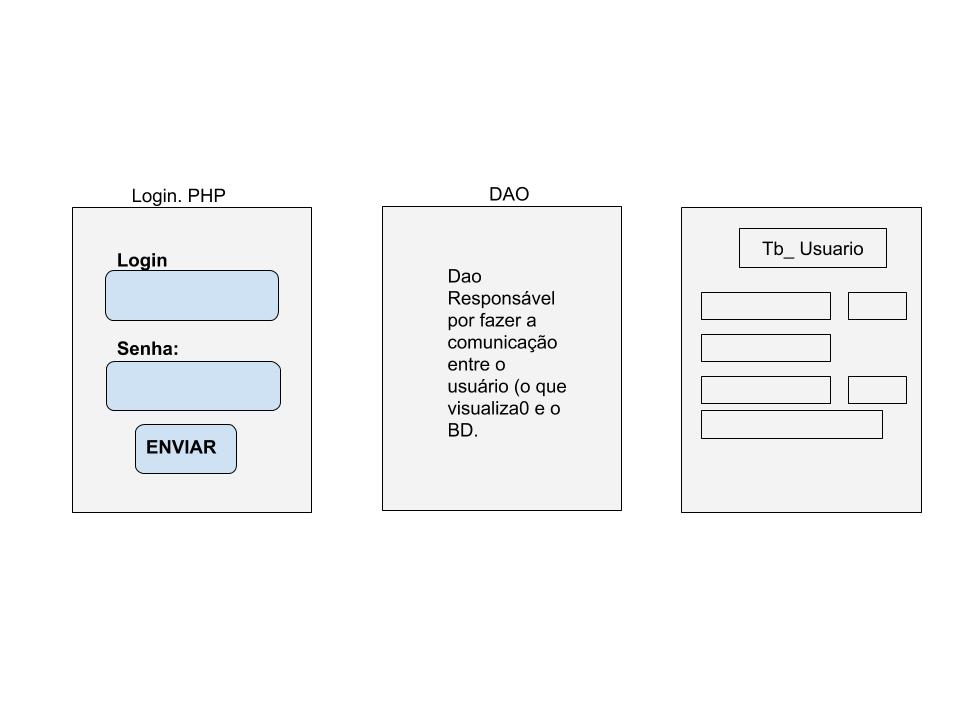 Login. PHP
Login
Senha:
ENVIAR
DAO
Dao
Responsável
por fazer a
comunicação
entre o
usuário (o que
visualiza0 e o
BD.
Tb_ Usuario